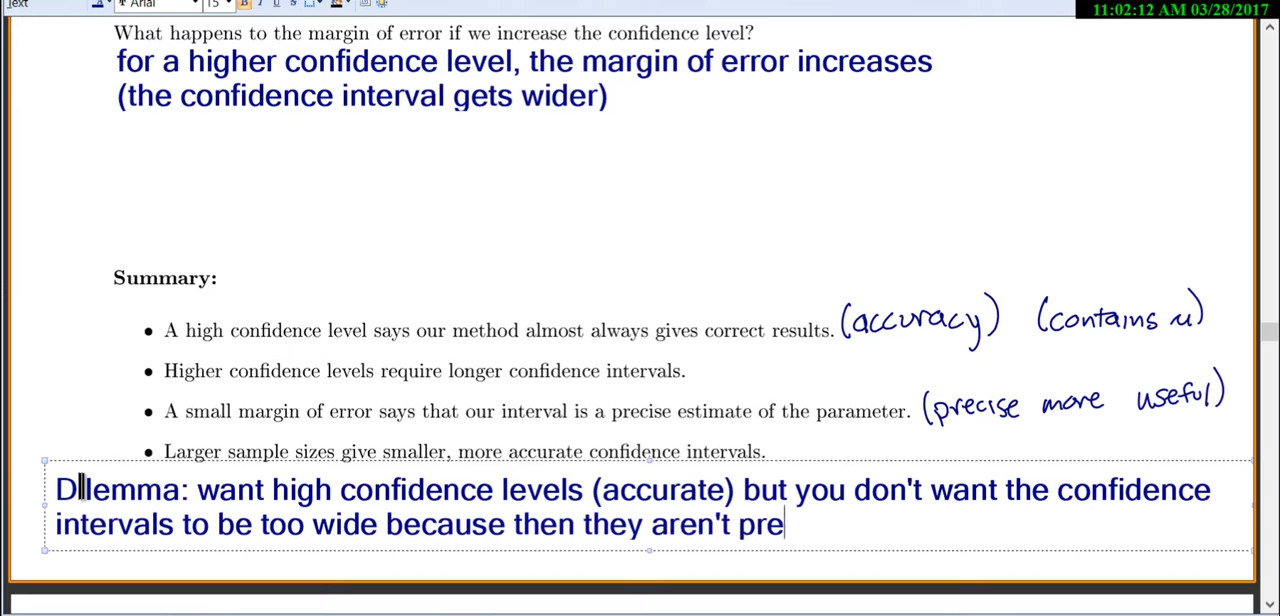 Text Arial 15 B I U S
11:02:12 AM 03/28/2017
What happens to the margin of error if we increase the confidence level?
for a higher confidence level, the margin of error increases
(the confidence interval gets wider)
Summary:
• A high confidence level says our method almost always gives correct results. (accuracy) (contains μ)
• Higher confidence levels require longer confidence intervals.
• A small margin of error says that our interval is a precise estimate of the parameter. (precise more useful)
• Larger sample sizes give smaller, more accurate confidence intervals.
Dilemma: want high confidence levels (accurate) but you don't want the confidence
intervals to be too wide because then they aren't pre